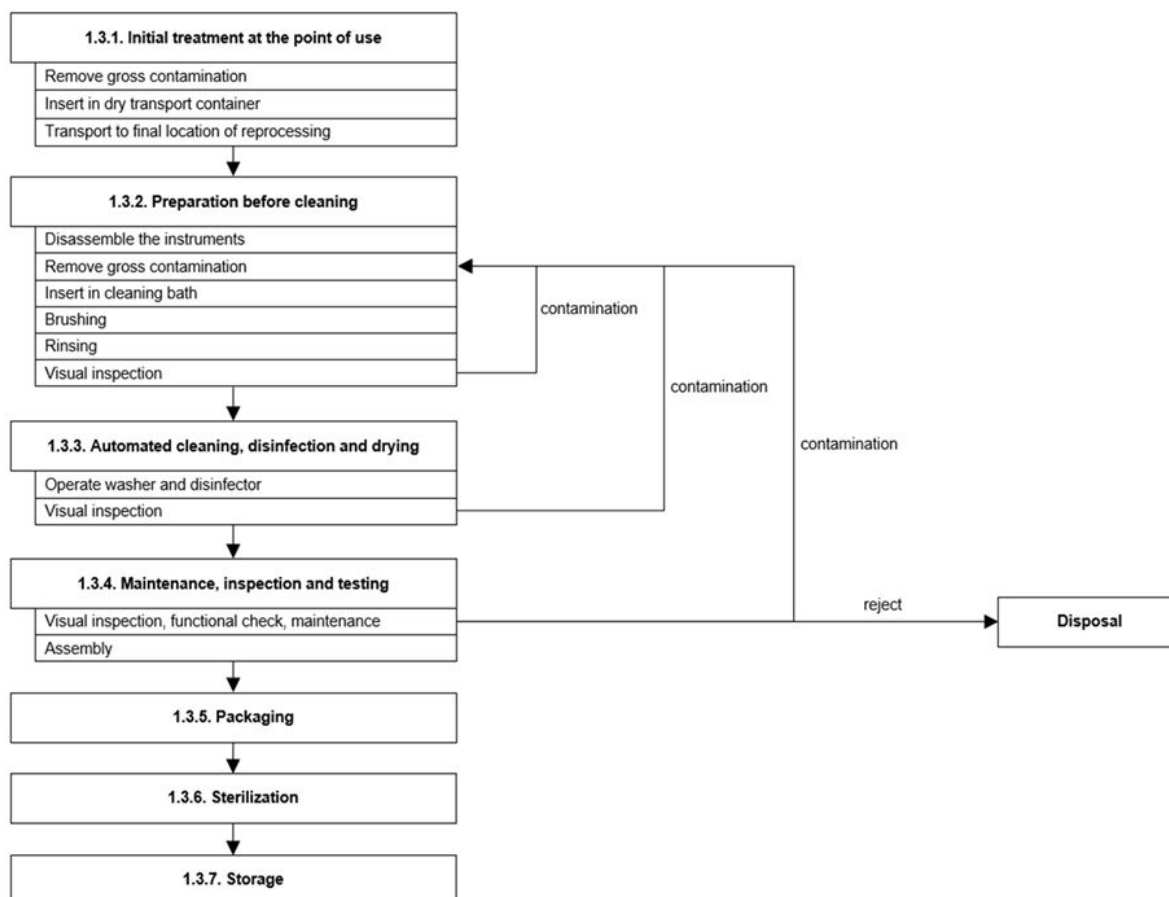 1.3.1. Initial treatment at the point of use
Remove gross contamination
Insert in dry transport container
Transport to final location of reprocessing
1.3.2. Preparation before cleaning
Disassemble the instruments
Remove gross contamination
Insert in cleaning bath
Brushing
Rinsing
Visual inspection
contamination
contamination
contamination
1.3.3. Automated cleaning, disinfection and drying
Operate washer and disinfector
Visual inspection
1.3.4. Maintenance, inspection and testing
Visual inspection, functional check, maintenance
Assembly
reject
Disposal
1.3.5. Packaging
1.3.6. Sterilization
1.3.7. Storage